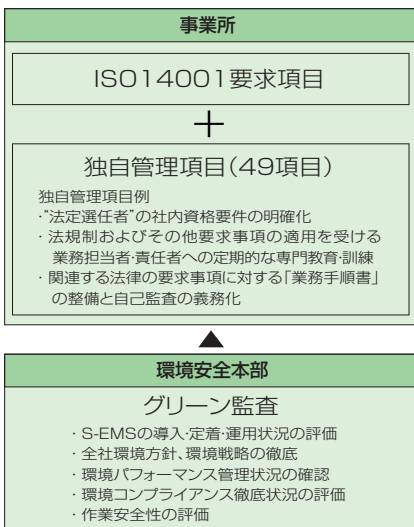 事業所
ISO14001要求項目
＋
独自管理項目（49項目）
独自管理項目例
・“法定選任者”の社内資格要件の明確化
・法規制およびその他要求事項の適用を受ける
業務担当者・責任者への定期的な専門教育・訓練
・関連する法律の要求事項に対する「業務手順書」
の整備と自己監査の義務化
環境安全本部
グリーン監査
・S-EMSの導入・定着・運用状況の評価
・全社環境方針、環境戦略の徹底
・環境パフォーマンス管理状況の確認
・環境コンプライアンス徹底状況の評価
・作業安全性の評価